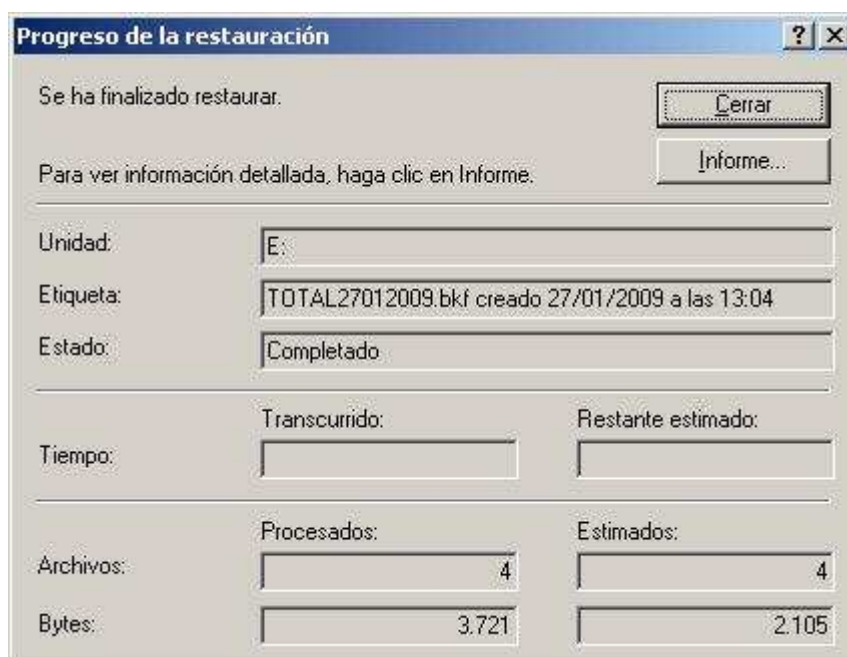 Progreso de la restauración
Se ha finalizado restaurar.
Cerrar
Para ver información detallada, haga clic en Informe.
Informe...
Unidad: E:
Etiqueta: TOTAL27012009.bkf creado 27/01/2009 a las 13:04
Estado: Completado
Transcurrido: Restante estimado:
Tiempo:
Procesados: Estimados:
Archivos: 4 4
Bytes: 3.721 2.105